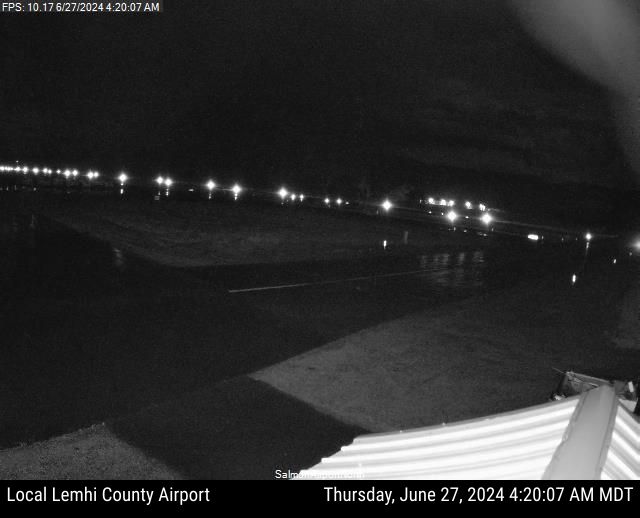 FPS: 10.17 6/27/2024 4:20:07 AM
Local Lemhi County Airport
Thursday, June 27, 2024 4:20:07 AM MDT